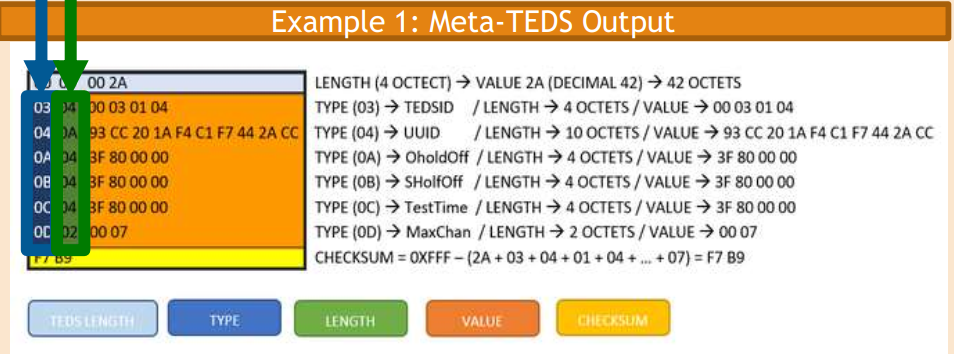 Example 1: Meta-TEDS Output
00 2A LENGTH (4 OCTECT) → VALUE 2A (DECIMAL 42) → 42 OCTETS
03 04 00 03 01 04 TYPE (03) → TEDSID / LENGTH → 4 OCTETS / VALUE → 00 03 01 04
04 0A 93 CC 20 1A F4 C1 F7 44 2A CC TYPE (04) → UUID / LENGTH → 10 OCTETS / VALUE → 93 CC 20 1A F4 C1 F7 44 2A CC
0A 04 3F 80 00 00 TYPE (0A) → OholdOff / LENGTH → 4 OCTETS / VALUE → 3F 80 00 00
0B 04 3F 80 00 00 TYPE (0B) → SHolfOff / LENGTH → 4 OCTETS / VALUE → 3F 80 00 00
0C 04 3F 80 00 00 TYPE (0C) → TestTime / LENGTH → 4 OCTETS / VALUE → 3F 80 00 00
0D 02 00 07 TYPE (0D) → MaxChan / LENGTH → 2 OCTETS / VALUE → 00 07
F7 B9 CHECKSUM = 0XFFF – (2A + 03 + 04 + 01 + 04 + ... + 07) = F7 B9
TEDS LENGTH TYPE LENGTH VALUE CHECKSUM